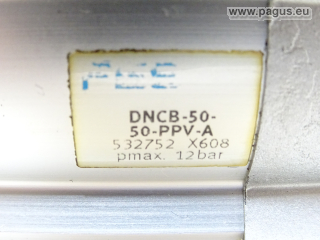 www.pagus.eu
DNCB-50-
50-PPV-A
532752 X608
pmax. 12bar